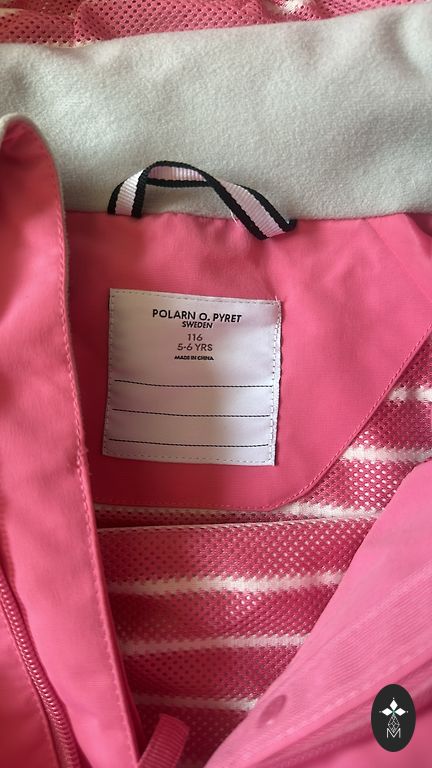 POLARN O. PYRET
SWEDEN
116
5-6 YRS
MADE IN CHINA